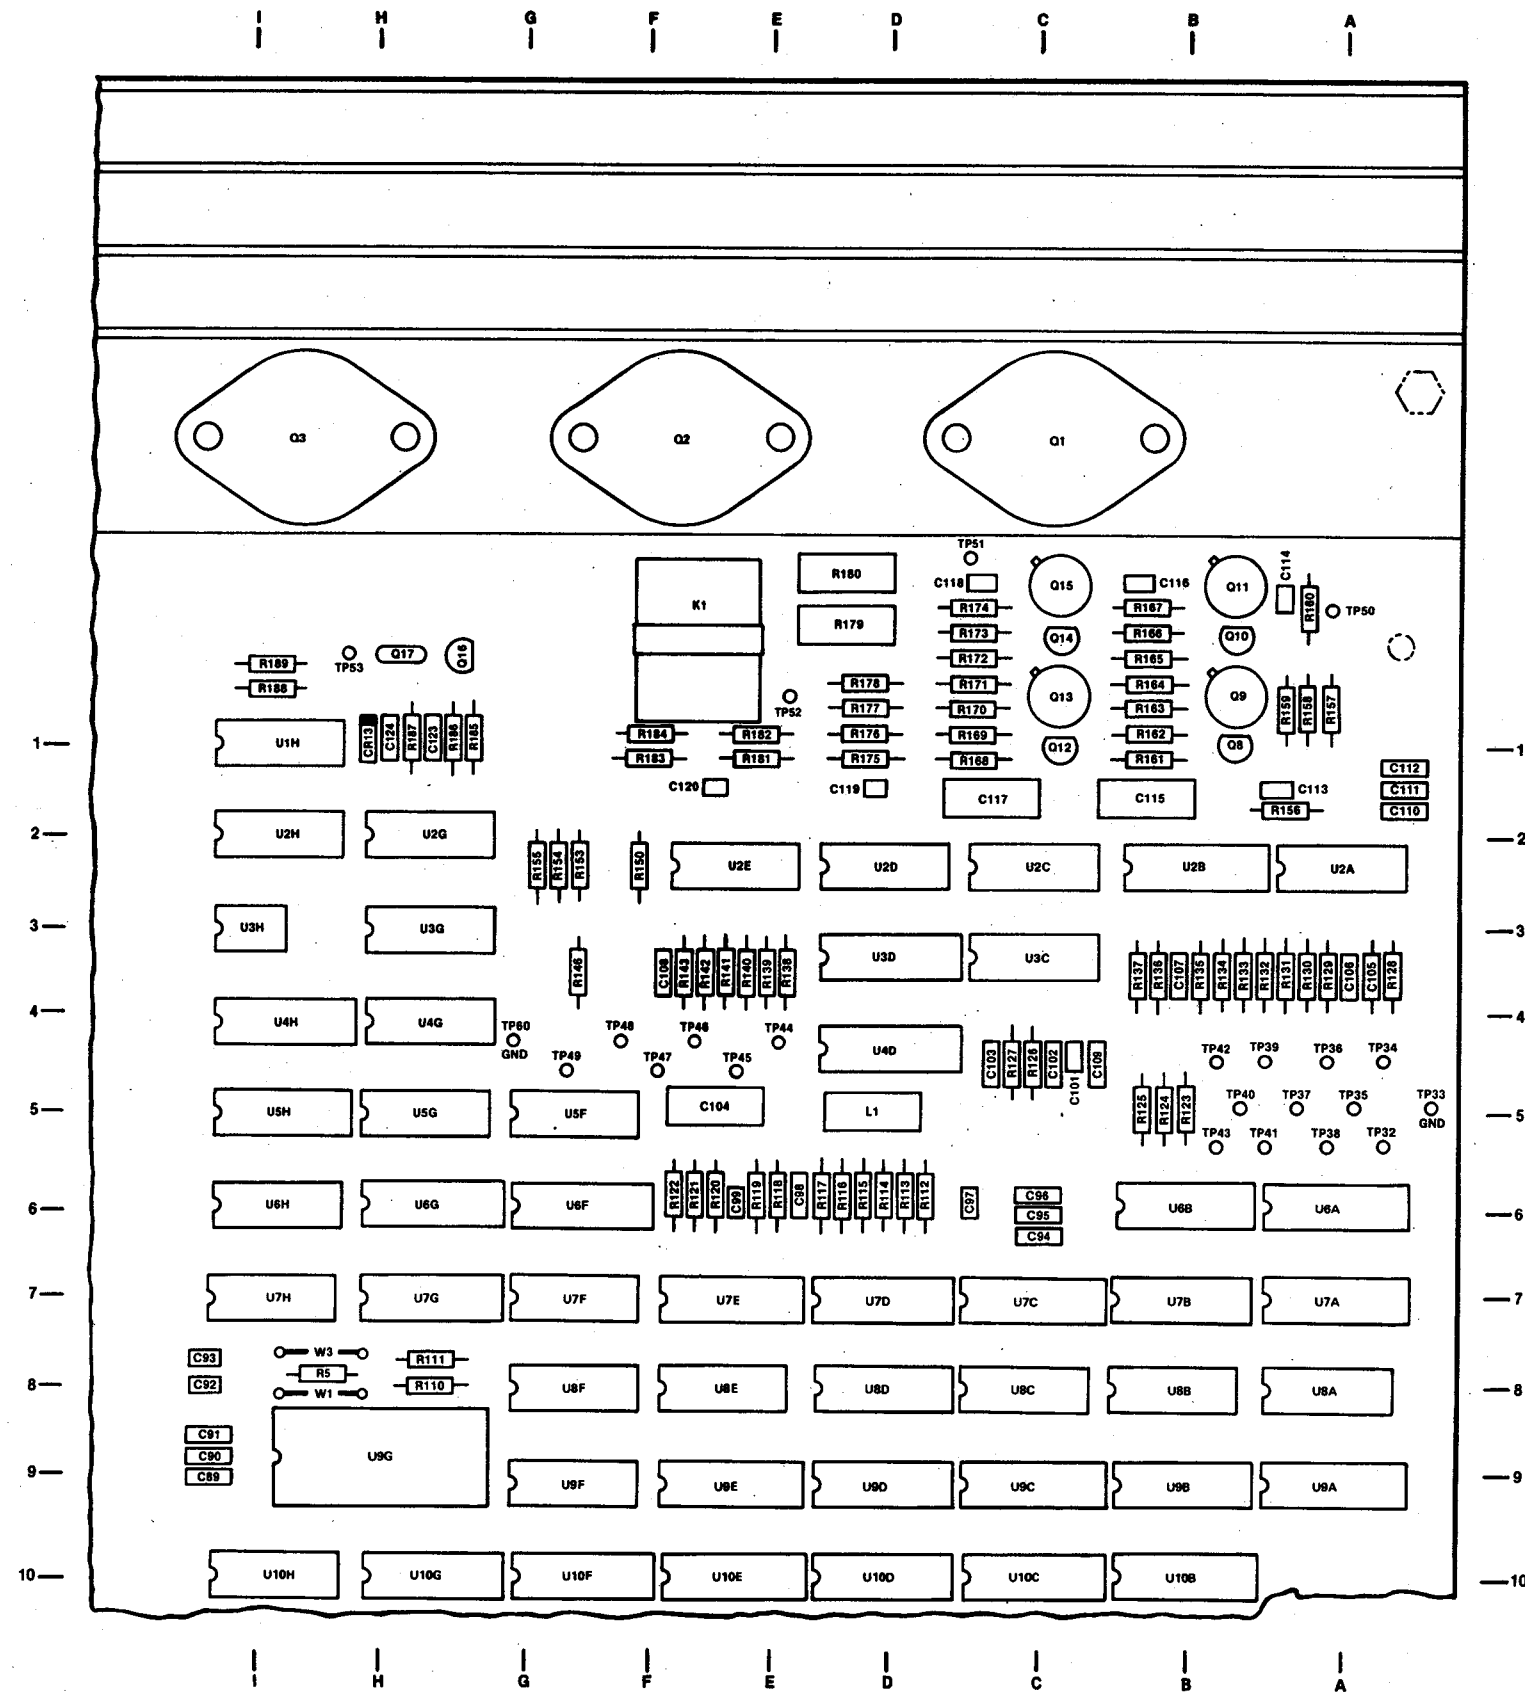 I H G F E D C B A
Q3 Q2 Q1
TP51
C114
R180 C118 Q15 C116 Q11
K1 R174 R167 R160 TP50
R179 R173 Q14 R166 Q10
Q17 Q16
R189 TP53 R172 R165
R188 R178 R171 Q13 R164 Q9
TP52 R177 R170 R163 R159 R158 R157
1 U1H CR13 C124 R187 C123 R186 R185 R184 R182 R176 R169 Q12 R162 Q8 1
R183 R181 R175 R168 R161
C112
C120 C119 C117 C115 C113 C111
R156 C110
2 U2H U2G 2
R155 R154 R153 R150 U2E U2D U2C U2B U2A
3 U3H U3G 3
R146 C108 R143 R142 R141 R140 R139 R138 U3D U3C R137 R136 C107 R135 R134 R133 R132 R131 R130 R129 C106 C105 R128
4 U4H U4G 4
TP60 TP48 TP46 TP44
GND TP49 TP47 TP45 U4D C103 R127 R126 C102 C101 C109 TP42 TP39 TP36 TP34
5 U5H U5G U5F C104 L1 R125 R124 R123 TP40 TP37 TP35 TP33 5
GND
TP43 TP41 TP38 TP32
6 U6H U6G U6F R122 R121 R120 C99 R119 R118 C98 R117 R116 R115 R114 R113 R112 C97 C96 U6B U6A 6
C95
C94
7 U7H U7G U7F U7E U7D U7C U7B U7A 7
C93 W3 R111
R5
8 C92 W1 R110 U8F U8E U8D U8C U8B U8A 8
C91
C90 U9G
9 C89 U9F U9E U9D U9C U9B U9A 9
10 U10H U10G U10F U10E U10D U10C U10B 10
I H G F E D C B A